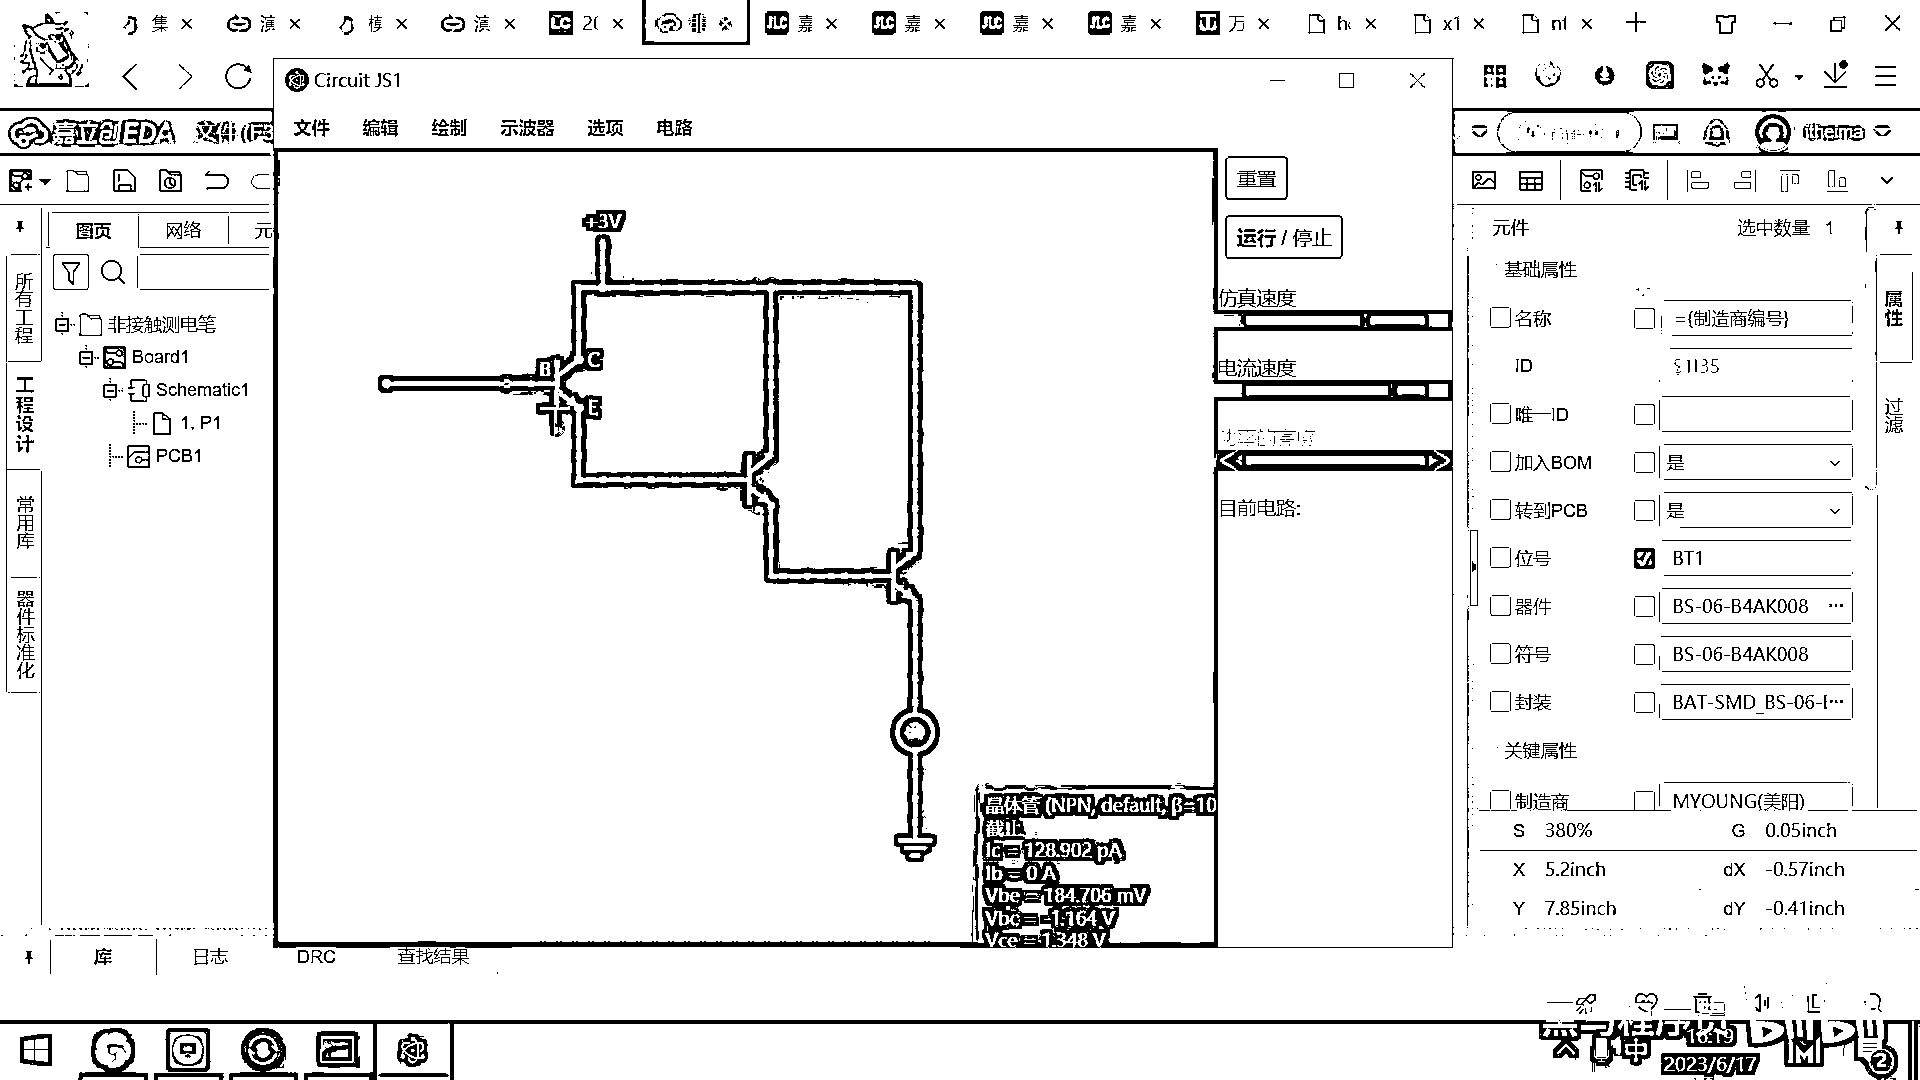 集
滇
植
滇
LC 20
非
JLC 嘉
JLC 嘉
JLC 嘉
JLC 嘉
万
x1
Circuit JS1
文件 编辑 绘制 示波器 选项 电路
嘉立创EDA 文件(F
ithema
图页 网络 元
重置
运行 / 停止
仿真速度
电流速度
目前电路:
所有工程
工程设计
常用库
器件标准化
非接触测电笔
Board1
Schematic1
1. P1
PCB1
+3V
B
C
E
晶体管 (NPN, default, β=10
截止
Ic = 128.902 pA
Ib = 0 A
Vbe = 184.706 mV
Vbc = -1.164 V
Vce = 1.348 V
元件 选中数量 1
基础属性
名称 ={制造商编号}
ID $1I35
唯一ID
加入BOM 是
转到PCB 是
位号 BT1
器件 BS-06-B4AK008 ...
符号 BS-06-B4AK008
封装 BAT-SMD_BS-06-...
关键属性
制造商 MYOUNG(美阳)
属性
过滤
S 380% G 0.05inch
X 5.2inch dX -0.57inch
Y 7.85inch dY -0.41inch
库 日志 DRC 查找结果
中
16:19
2023/6/17
2